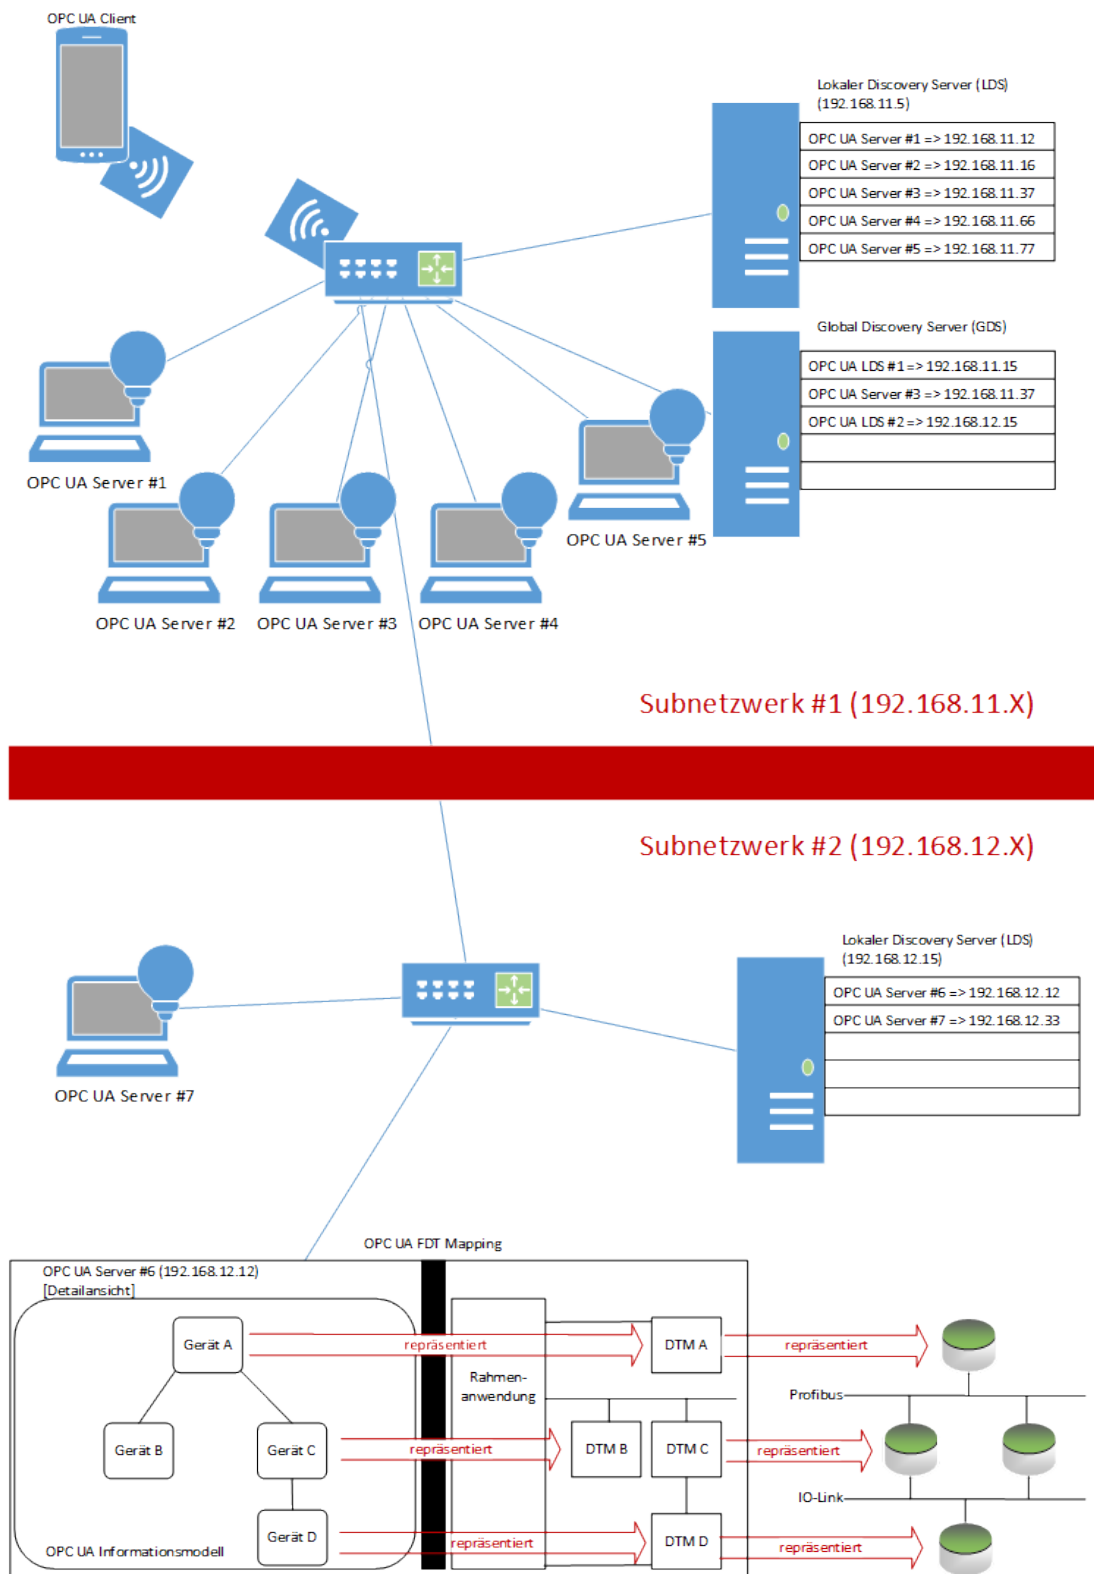 OPC UA Client
Lokaler Discovery Server (LDS)
(192.168.11.5)
OPC UA Server #1 => 192.168.11.12
OPC UA Server #2 => 192.168.11.16
OPC UA Server #3 => 192.168.11.37
OPC UA Server #4 => 192.168.11.66
OPC UA Server #5 => 192.168.11.77
Global Discovery Server (GDS)
OPC UA LDS #1 => 192.168.11.15
OPC UA Server #3 => 192.168.11.37
OPC UA LDS #2 => 192.168.12.15
OPC UA Server #1
OPC UA Server #5
OPC UA Server #2
OPC UA Server #3
OPC UA Server #4
Subnetzwerk #1 (192.168.11.X)
Subnetzwerk #2 (192.168.12.X)
Lokaler Discovery Server (LDS)
(192.168.12.15)
OPC UA Server #6 => 192.168.12.12
OPC UA Server #7 => 192.168.12.33
OPC UA Server #7
OPC UA FDT Mapping
OPC UA Server #6 (192.168.12.12)
[Detailansicht]
Gerät A
repräsentiert
DTM A
repräsentiert
Rahmen-
anwendung
Profibus
Gerät B
Gerät C
repräsentiert
DTM B
DTM C
repräsentiert
IO-Link
Gerät D
repräsentiert
DTM D
repräsentiert
OPC UA Informationsmodell